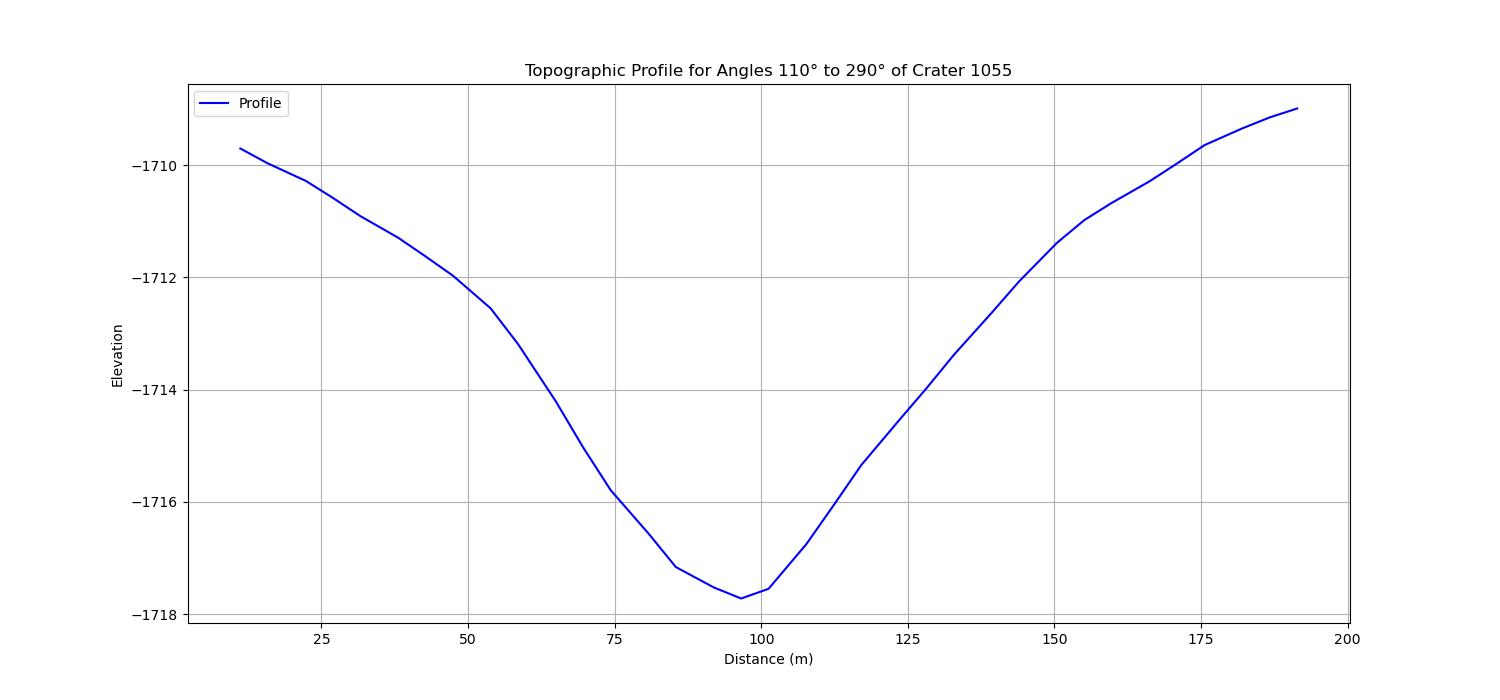 Topographic Profile for Angles 110° to 290° of Crater 1055
Profile
Elevation
−1710
−1712
−1714
−1716
−1718
25 50 75 100 125 150 175 200
Distance (m)